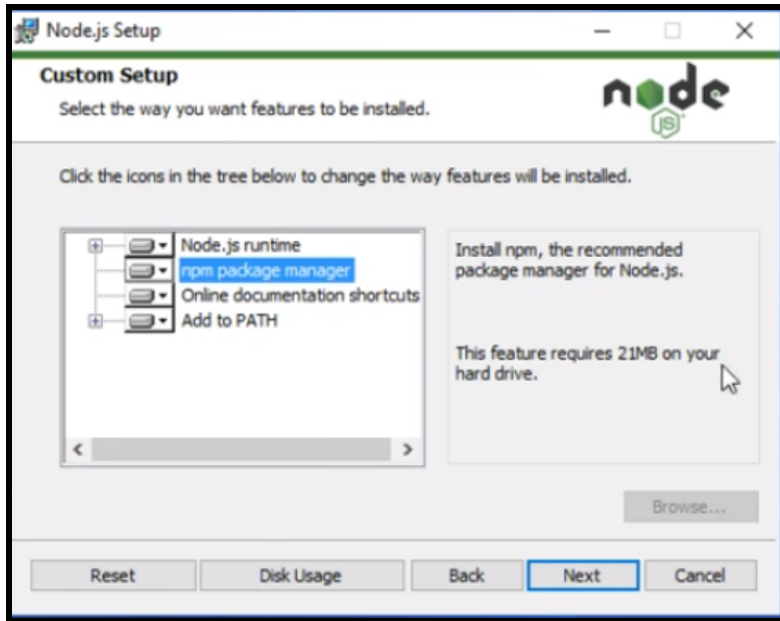 Node.js Setup
Custom Setup
Select the way you want features to be installed.
node
JS
Click the icons in the tree below to change the way features will be installed.
Node.js runtime
npm package manager
Online documentation shortcuts
Add to PATH
Install npm, the recommended
package manager for Node.js.
This feature requires 21MB on your
hard drive.
Browse...
Reset
Disk Usage
Back
Next
Cancel